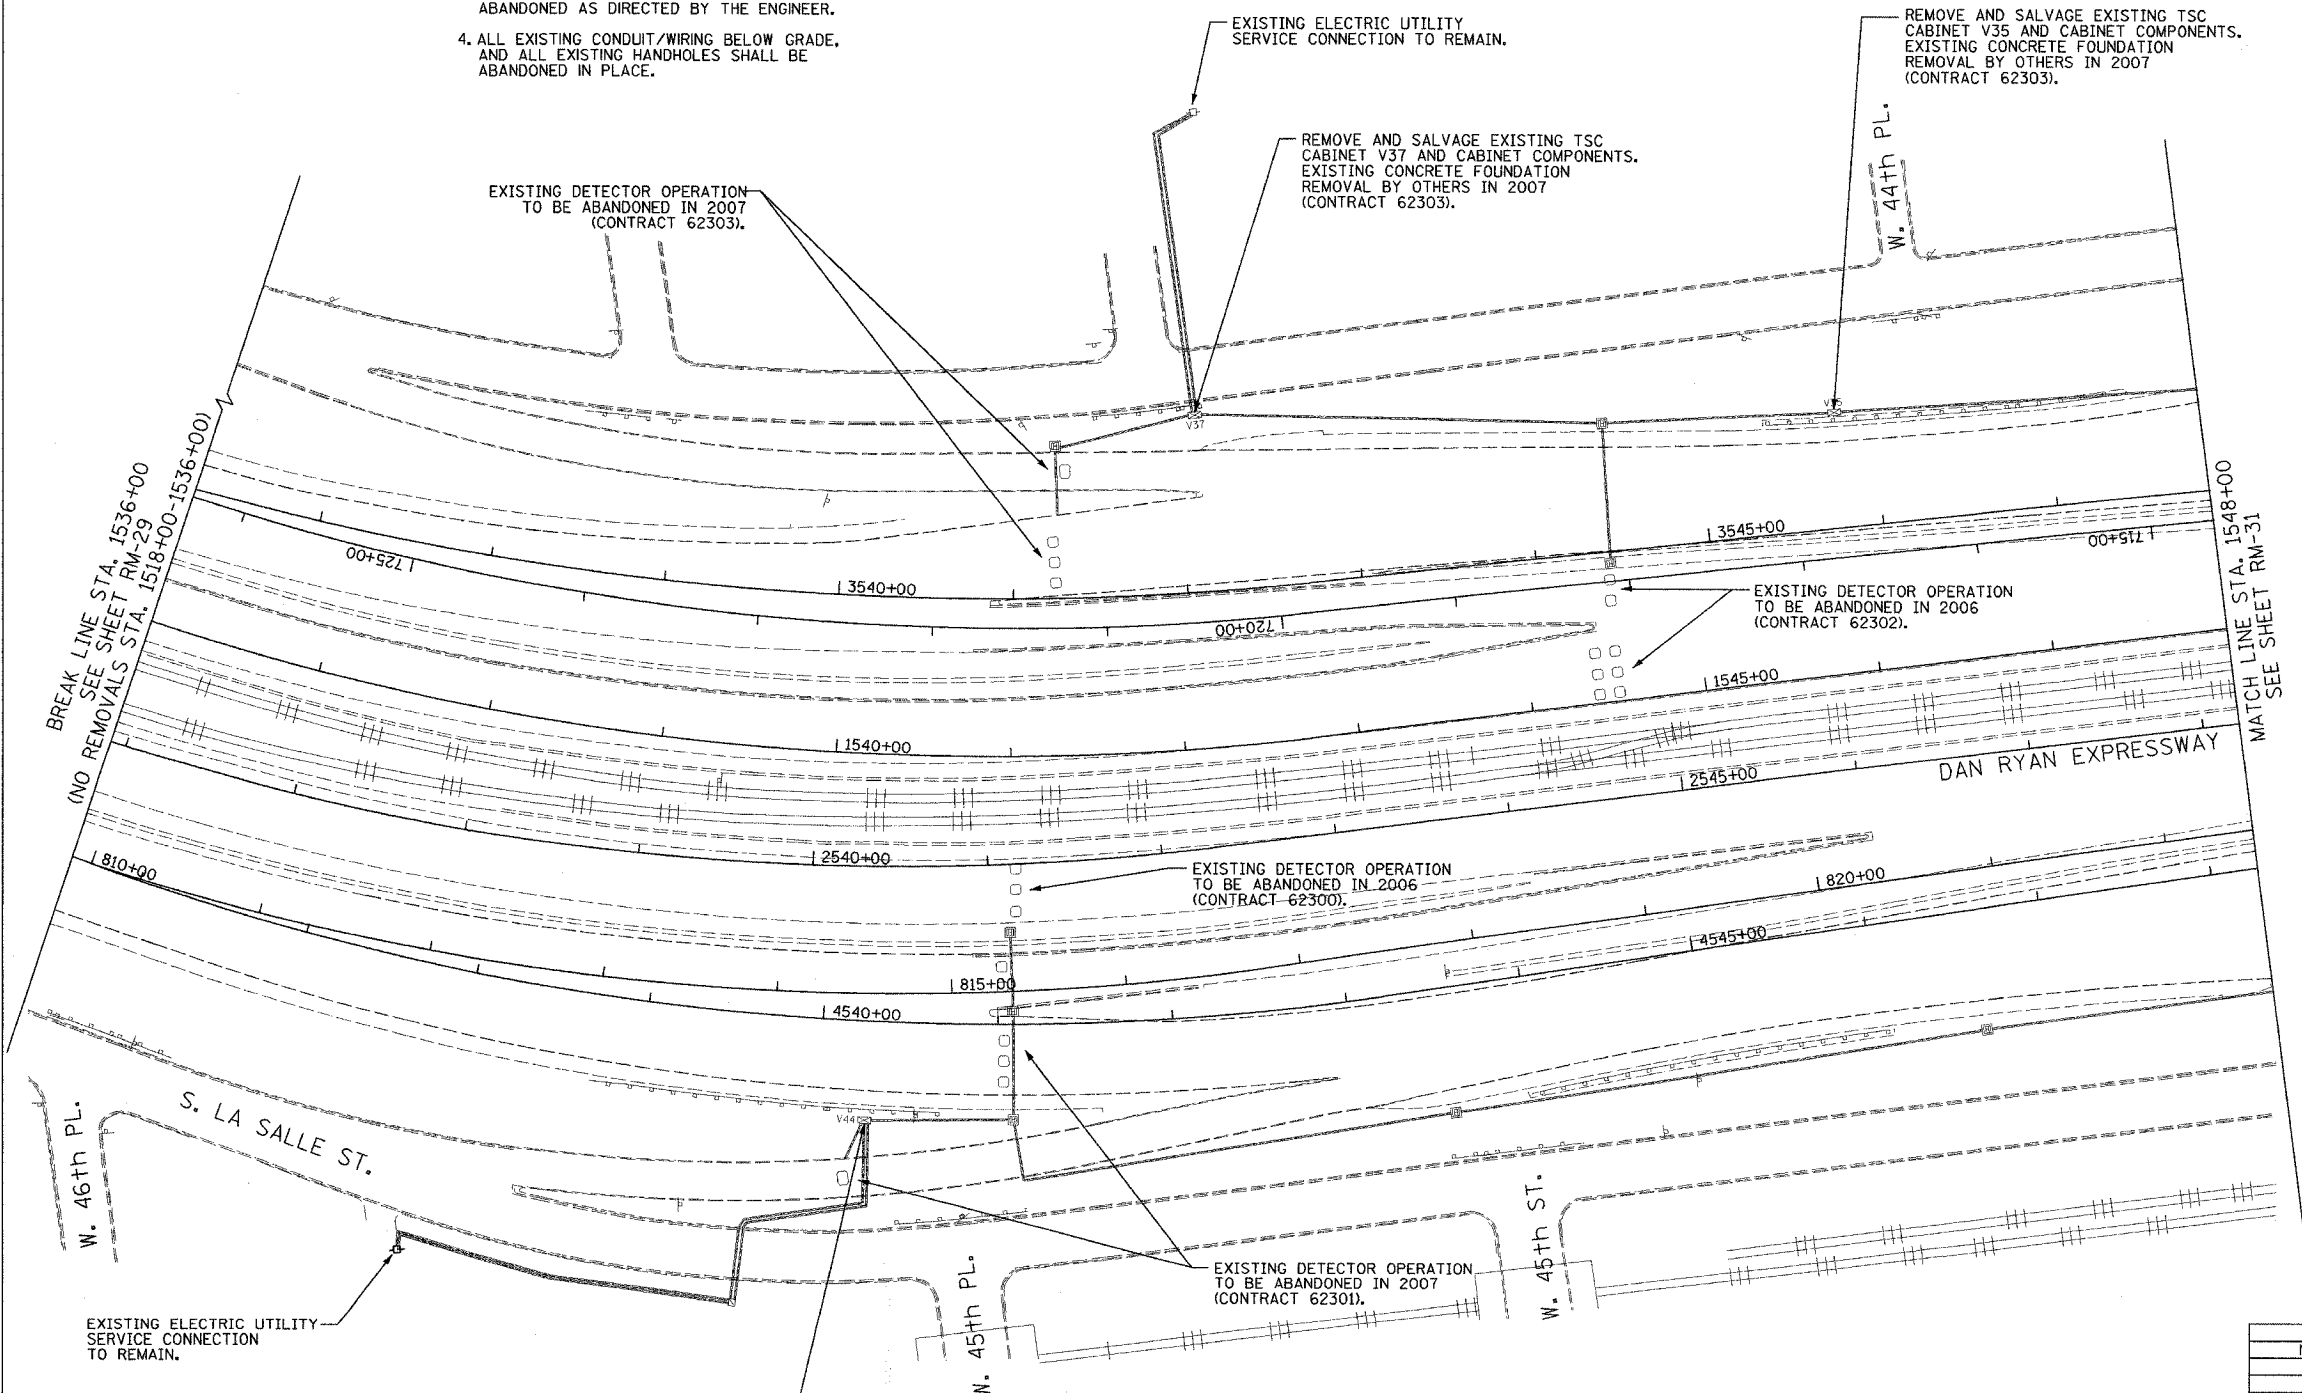 ABANDONED AS DIRECTED BY THE ENGINEER.
4. ALL EXISTING CONDUIT/WIRING BELOW GRADE,
AND ALL EXISTING HANDHOLES SHALL BE
ABANDONED IN PLACE.
EXISTING ELECTRIC UTILITY
SERVICE CONNECTION TO REMAIN.
REMOVE AND SALVAGE EXISTING TSC
CABINET V35 AND CABINET COMPONENTS.
EXISTING CONCRETE FOUNDATION
REMOVAL BY OTHERS IN 2007
(CONTRACT 62303).
REMOVE AND SALVAGE EXISTING TSC
CABINET V37 AND CABINET COMPONENTS.
EXISTING CONCRETE FOUNDATION
REMOVAL BY OTHERS IN 2007
(CONTRACT 62303).
W. 44th PL.
EXISTING DETECTOR OPERATION
TO BE ABANDONED IN 2007
(CONTRACT 62303).
V35
V37
BREAK LINE STA. 1536+00
SEE SHEET RM-29
(NO REMOVALS STA. 1518+00-1536+00)
MATCH LINE STA. 1548+00
SEE SHEET RM-31
725+00
3540+00
3545+00
715+00
720+00
EXISTING DETECTOR OPERATION
TO BE ABANDONED IN 2006
(CONTRACT 62302).
1545+00
1540+00
DAN RYAN EXPRESSWAY
2545+00
2540+00
810+00
EXISTING DETECTOR OPERATION
TO BE ABANDONED IN 2006
(CONTRACT 62300).
820+00
4545+00
815+00
4540+00
V44
W. 46th PL.
S. LA SALLE ST.
W. 45th PL.
W. 45th ST.
EXISTING DETECTOR OPERATION
TO BE ABANDONED IN 2007
(CONTRACT 62301).
EXISTING ELECTRIC UTILITY
SERVICE CONNECTION
TO REMAIN.